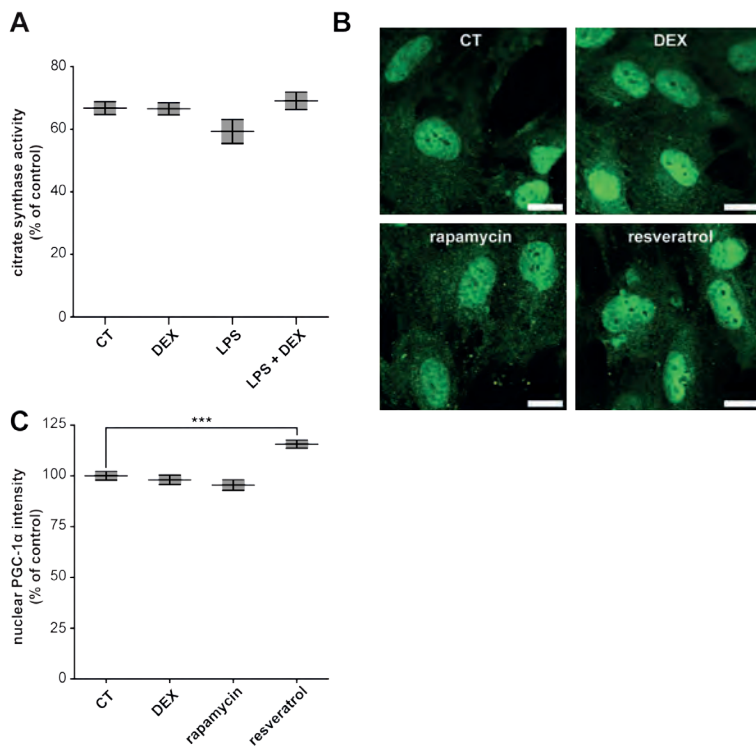 A
citrate synthase activity
(% of control)
80
60
40
20
0
CT
DEX
LPS
LPS + DEX
B
CT
DEX
rapamycin
resveratrol
C
nuclear PGC-1α intensity
(% of control)
125
100
75
50
25
0
***
CT
DEX
rapamycin
resveratrol